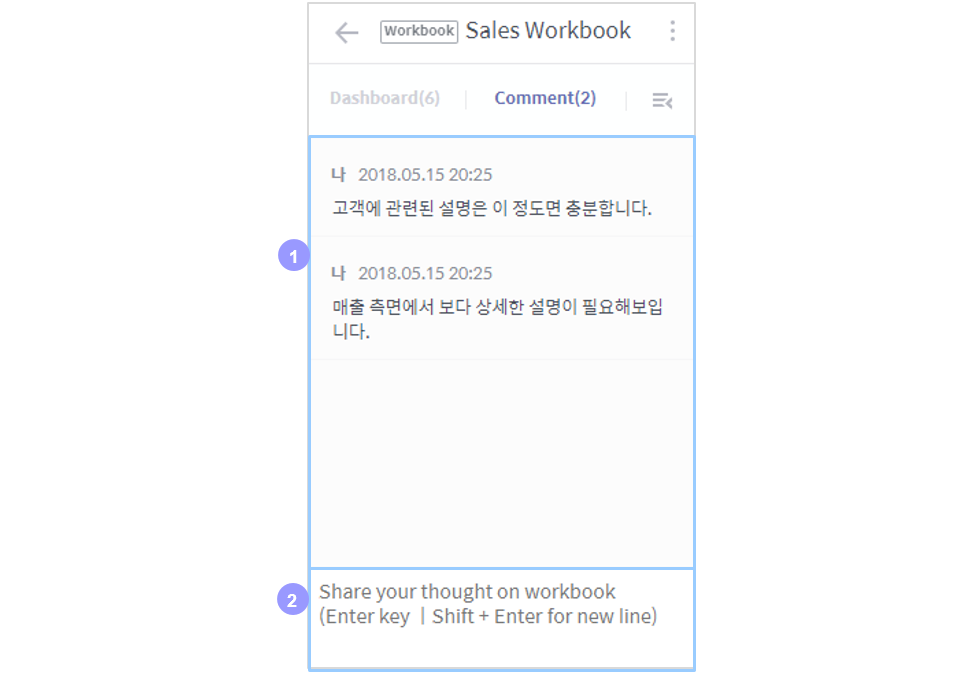 Workbook Sales Workbook
Dashboard(6) Comment(2)
나 2018.05.15 20:25
고객에 관련된 설명은 이 정도면 충분합니다.
1
나 2018.05.15 20:25
매출 측면에서 보다 상세한 설명이 필요해보입
니다.
2
Share your thought on workbook
(Enter key | Shift + Enter for new line)